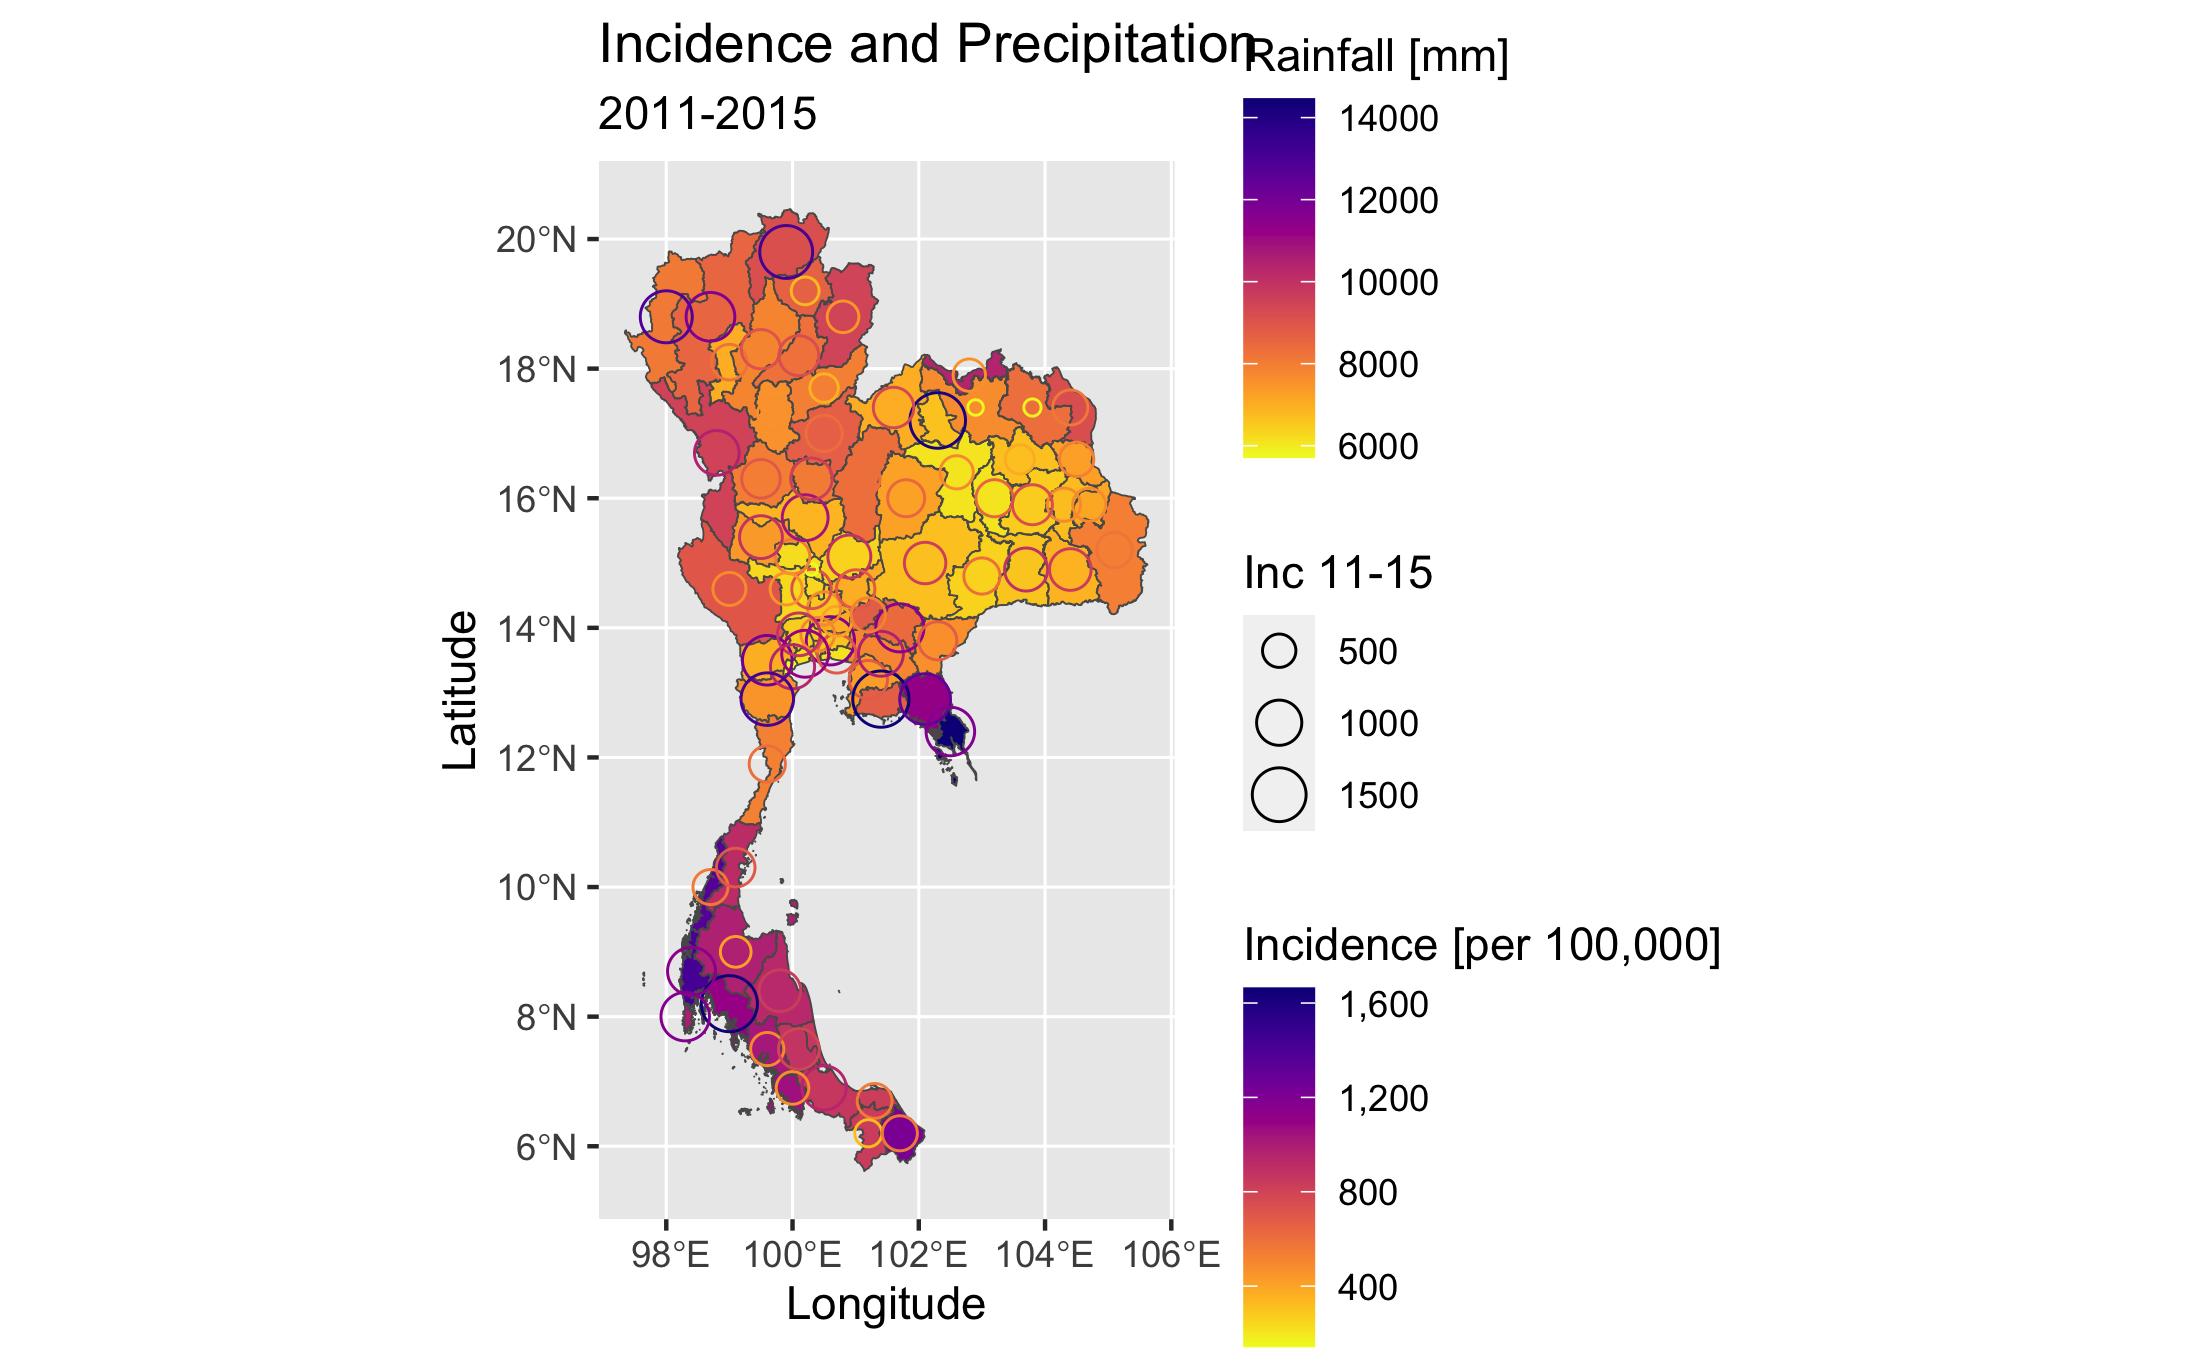 Incidence and Precipitation
2011-2015
Latitude
20°N
18°N
16°N
14°N
12°N
10°N
8°N
6°N
98°E
100°E
102°E
104°E
106°E
Longitude
Rainfall [mm]
14000
12000
10000
8000
6000
Inc 11-15
500
1000
1500
Incidence [per 100,000]
1,600
1,200
800
400